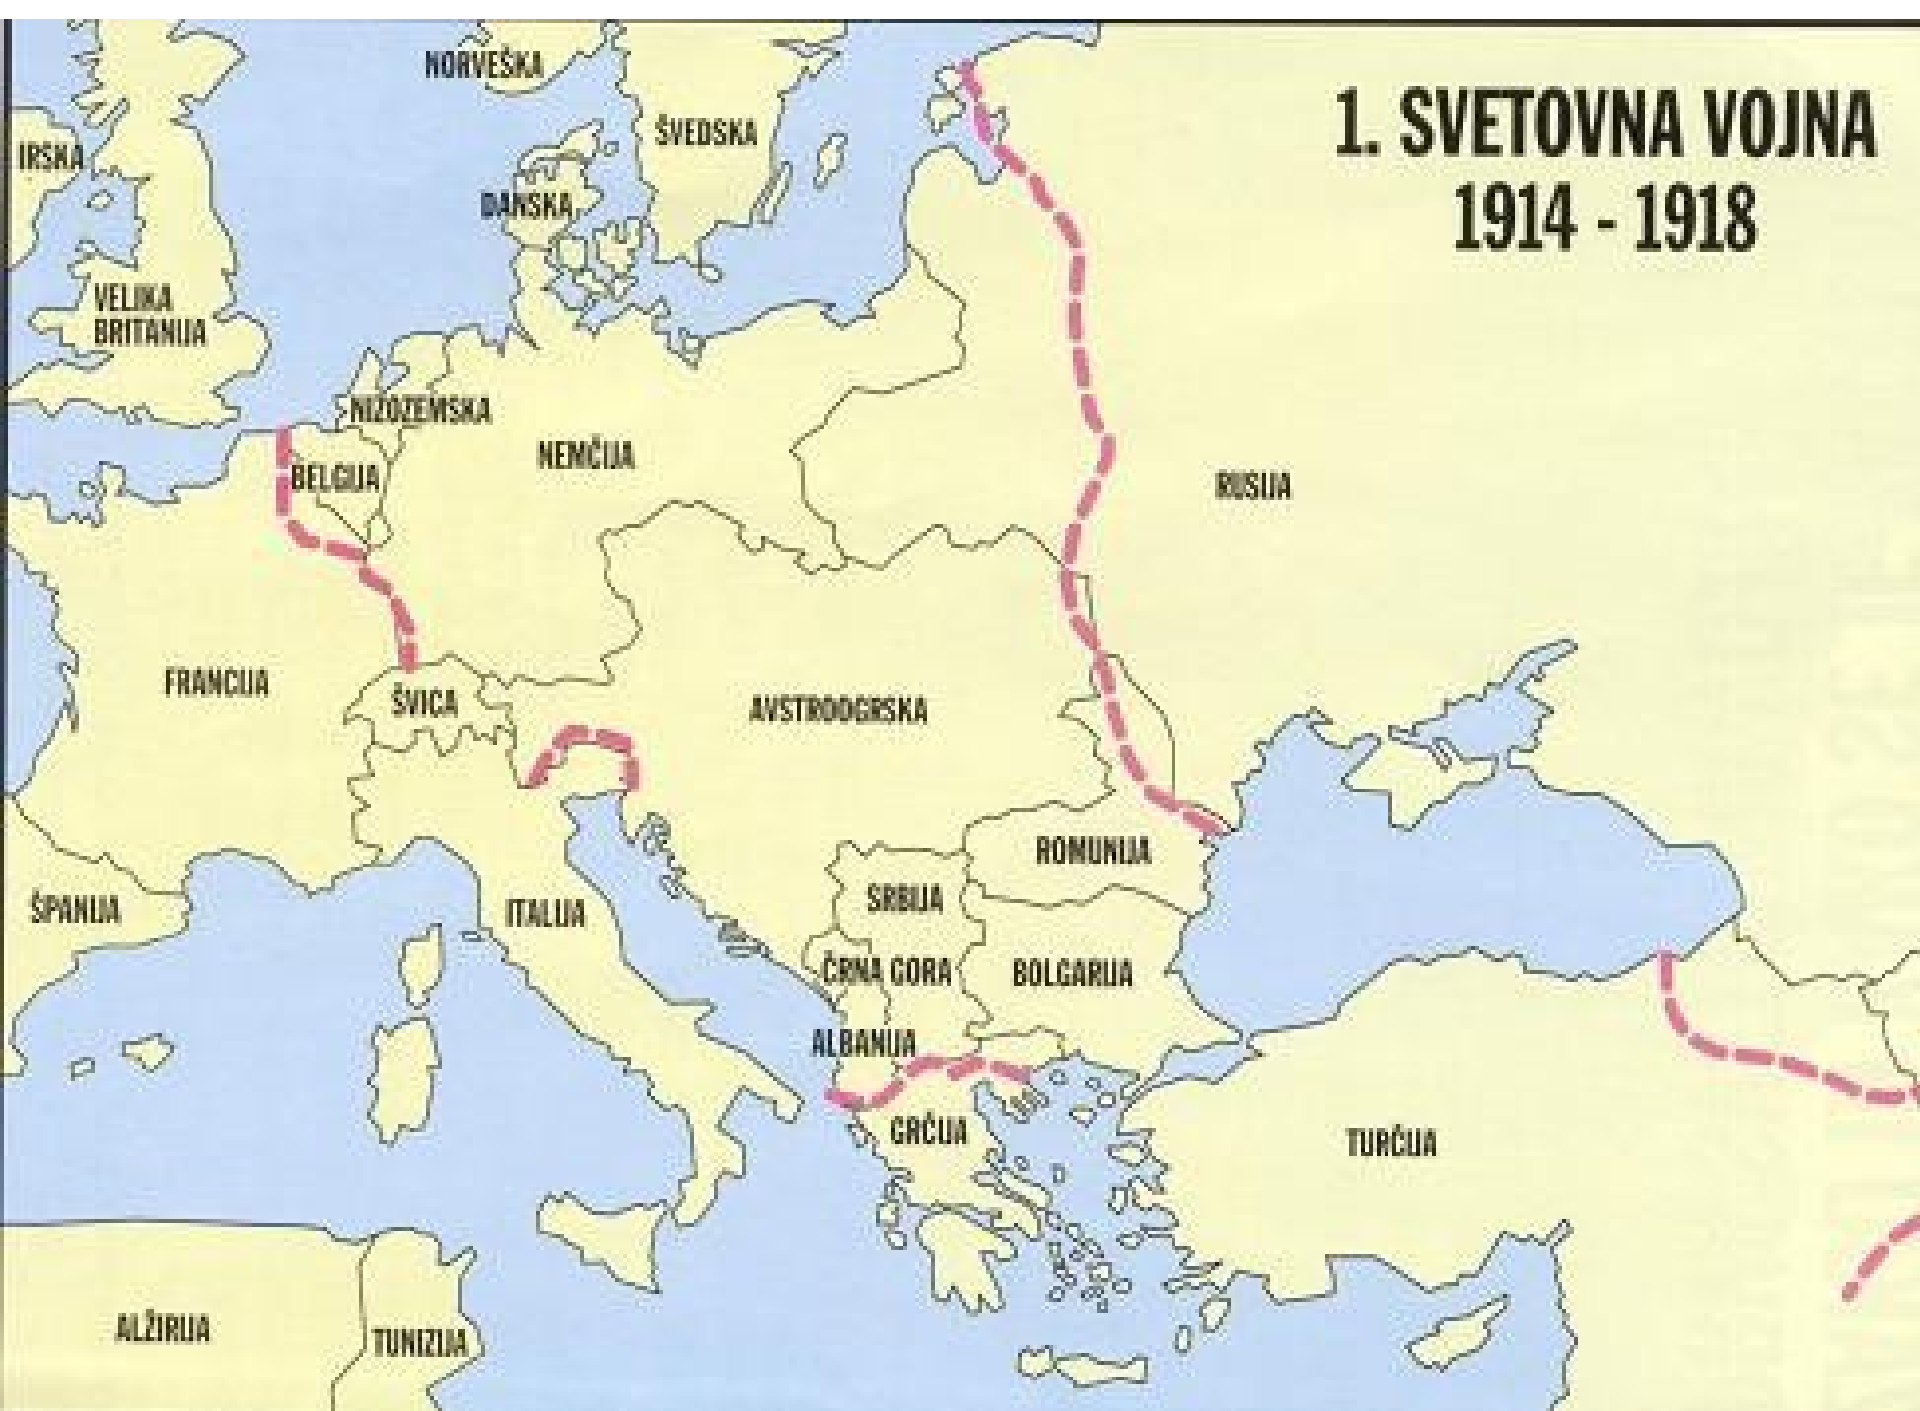 1. SVETOVNA VOJNA
1914 - 1918
NORVEŠKA
ŠVEDSKA
IRSKA
DANSKA
VELIKA
BRITANIJA
NIZOZEMSKA
BELGIJA
NEMČIJA
RUSIJA
FRANCIJA
ŠVICA
AVSTROOGRSKA
ROMUNIJA
SRBIJA
ŠPANIJA
ITALIJA
ČRNA GORA
BOLGARIJA
ALBANIJA
GRČIJA
TURČIJA
ALŽIRIJA
TUNIZIJA